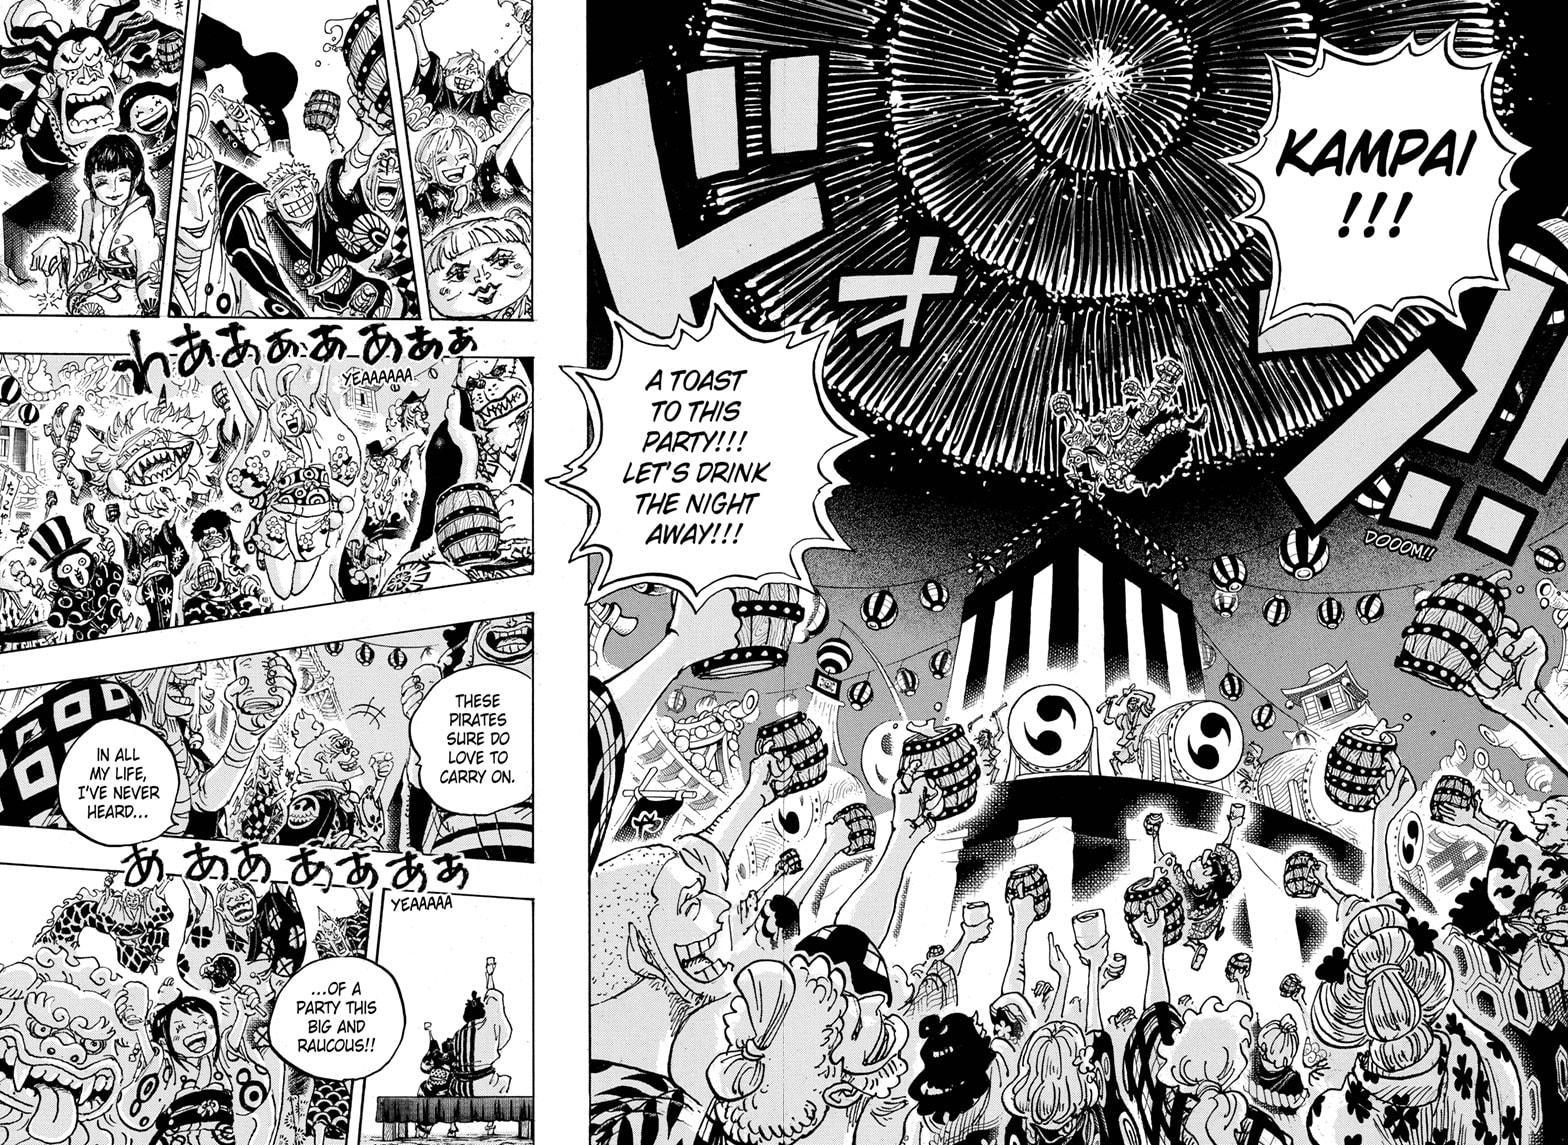 KAMPAI
!!!
ドン
!!
DOOOM!!
A TOAST
TO THIS
PARTY!!!
LET'S DRINK
THE NIGHT
AWAY!!!
わあああああああ
YEAAAAAA
THESE
PIRATES
SURE DO
LOVE TO
CARRY ON.
IN ALL
MY LIFE,
I'VE NEVER
HEARD...
あああああああ
YEAAAAA
...OF A
PARTY THIS
BIG AND
RAUCOUS!!